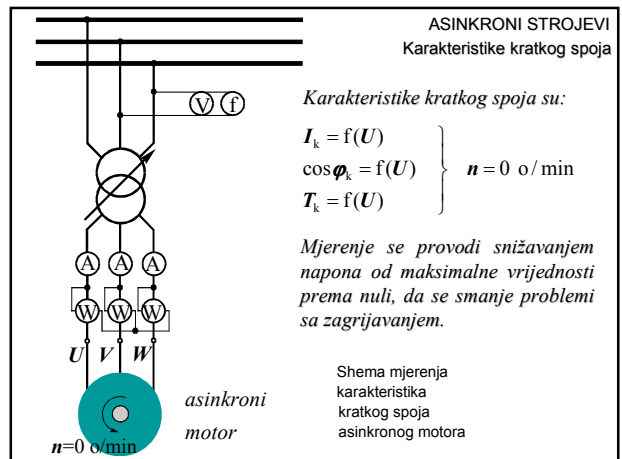 ASINKRONI STROJEVI
Karakteristike kratkog spoja
V f
Karakteristike kratkog spoja su:
Iₖ = f(U)
cosφₖ = f(U)
Tₖ = f(U)
n = 0 o/min
Mjerenje se provodi snižavanjem
napona od maksimalne vrijednosti
prema nuli, da se smanje problemi
sa zagrijavanjem.
A A A
W W W
U V W
asinkroni
motor
n=0 o/min
Shema mjerenja
karakteristika
kratkog spoja
asinkronog motora